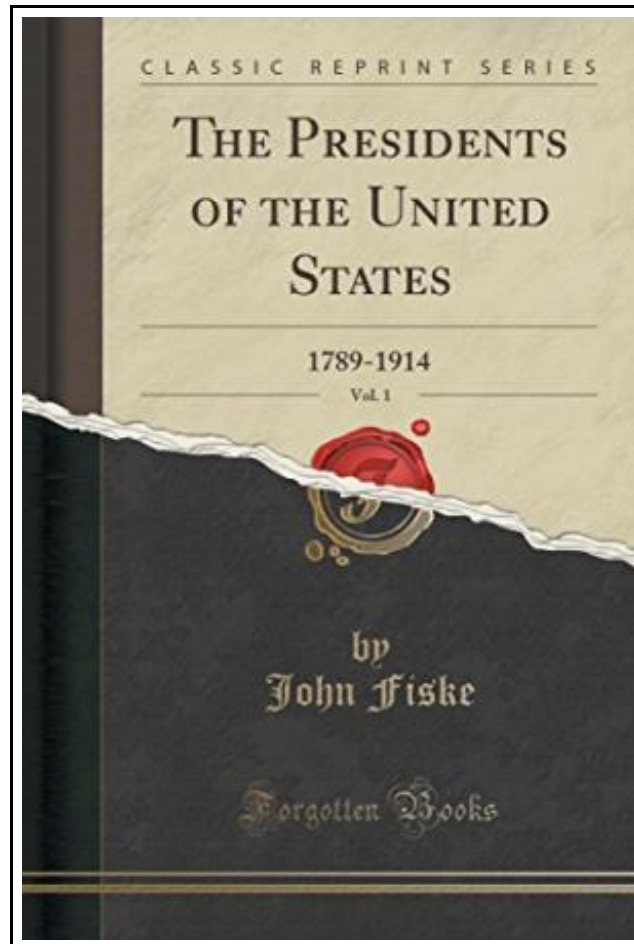 CLASSIC REPRINT SERIES
THE PRESIDENTS
OF THE UNITED
STATES
1789-1914
Vol. 1
by
John Fiske
Forgotten Books